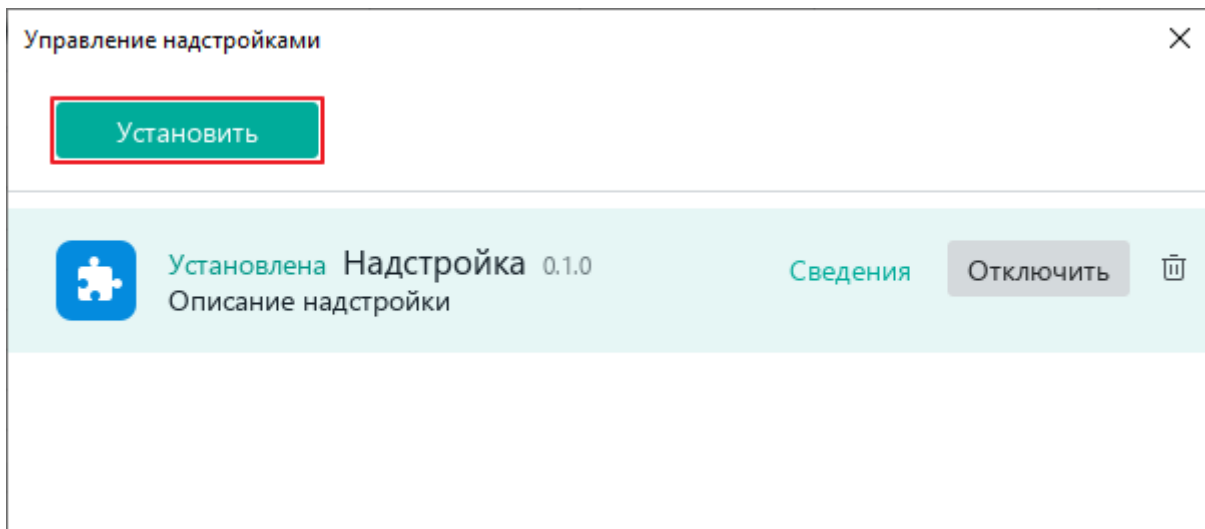 Управление надстройками
Установить
Установлена Надстройка 0.1.0 Сведения Отключить
Описание надстройки